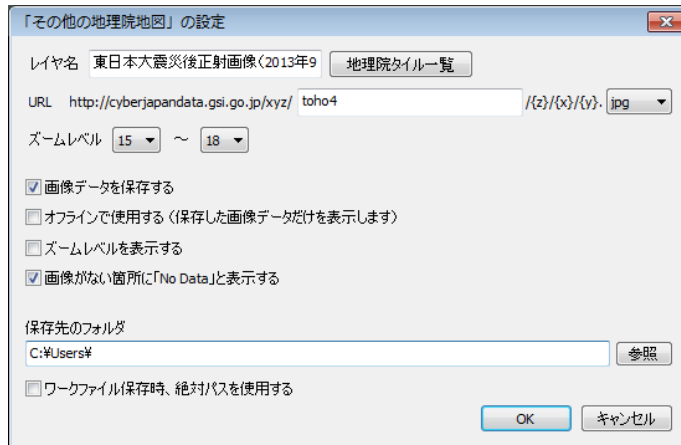 「その他の地理院地図」の設定
レイヤ名 東日本大震災後正射画像(2013年9 地理院タイル一覧
URL http://cyberjapandata.gsi.go.jp/xyz/ toho4 /{z}/{x}/{y}. jpg
ズームレベル 15 ～ 18
画像データを保存する
オフラインで使用する(保存した画像データだけを表示します)
ズームレベルを表示する
画像がない箇所に「No Data」と表示する
保存先のフォルダ
C:¥Users¥ 参照
ワークファイル保存時、絶対パスを使用する
OK キャンセル